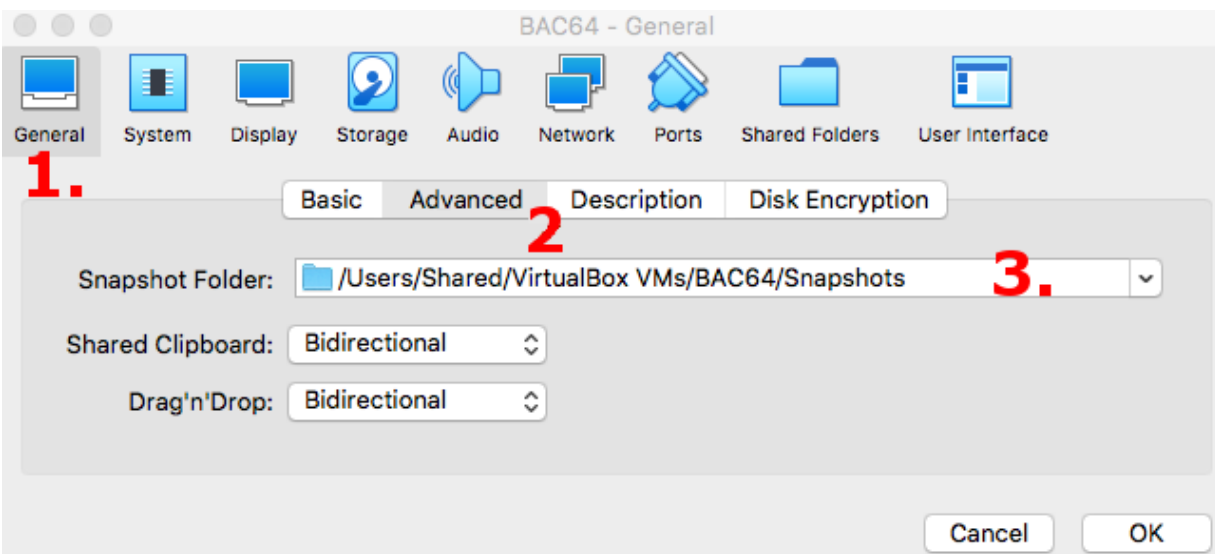 BAC64 - General
General System Display Storage Audio Network Ports Shared Folders User Interface
1.
Basic Advanced Description Disk Encryption
2
Snapshot Folder: /Users/Shared/VirtualBox VMs/BAC64/Snapshots 3.
Shared Clipboard: Bidirectional
Drag'n'Drop: Bidirectional
Cancel OK